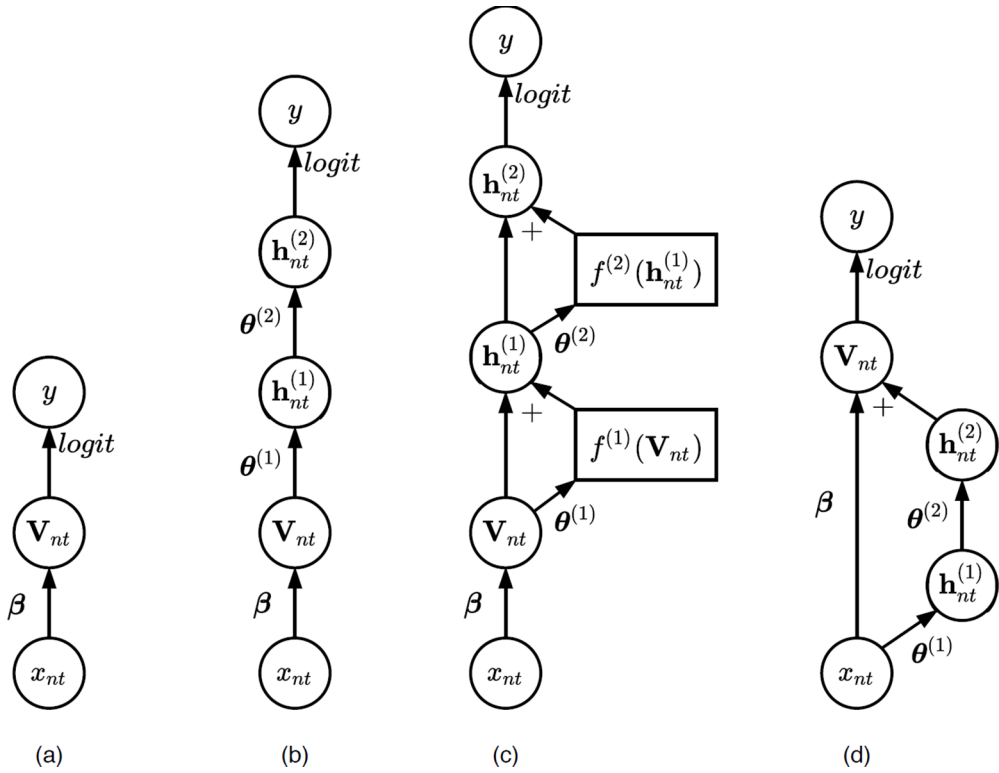 y
logit
V_nt
β
x_nt
(a)
y
logit
h_nt^(2)
θ^(2)
h_nt^(1)
θ^(1)
V_nt
β
x_nt
(b)
y
logit
h_nt^(2)
+
f^(2)(h_nt^(1))
h_nt^(1)
θ^(2)
+
f^(1)(V_nt)
V_nt
θ^(1)
β
x_nt
(c)
y
logit
V_nt
+
h_nt^(2)
β
θ^(2)
h_nt^(1)
θ^(1)
x_nt
(d)